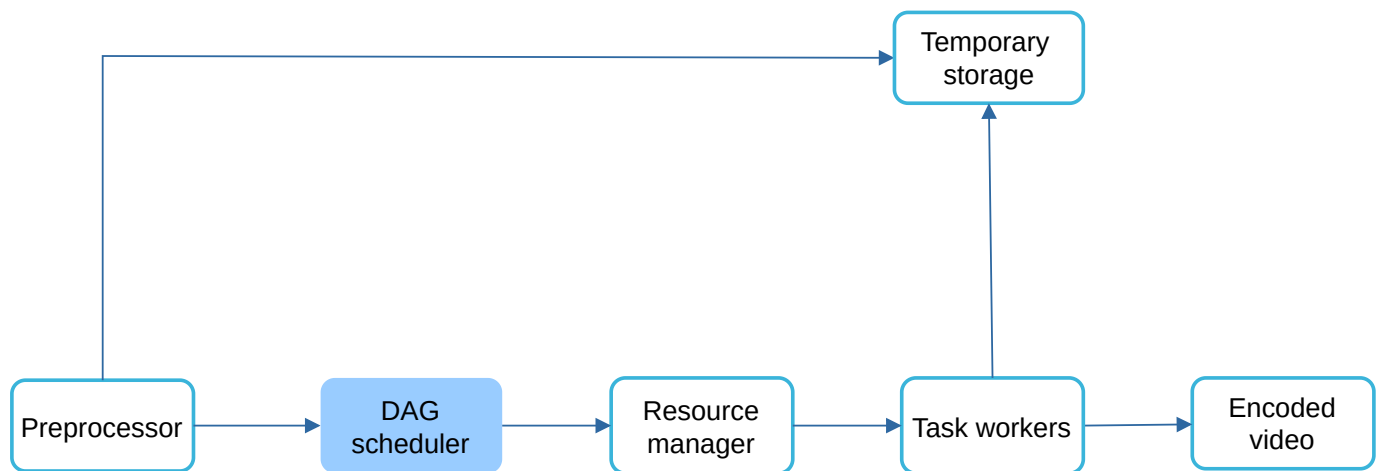 Temporary
storage
Preprocessor
DAG
scheduler
Resource
manager
Task workers
Encoded
video